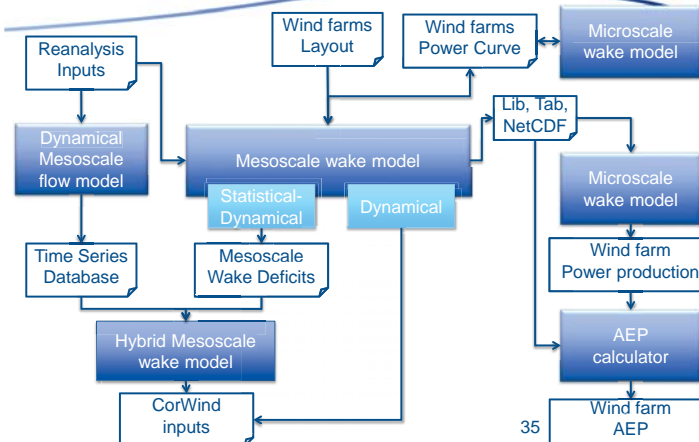 Wind farms
Layout
Wind farms
Power Curve
Microscale
wake model
Reanalysis
Inputs
Lib, Tab,
NetCDF
Dynamical
Mesoscale
flow model
Mesoscale wake model
Statistical-
Dynamical
Dynamical
Microscale
wake model
Time Series
Database
Mesoscale
Wake Deficits
Wind farm
Power production
Hybrid Mesoscale
wake model
AEP
calculator
CorWind
inputs
35
Wind farm
AEP